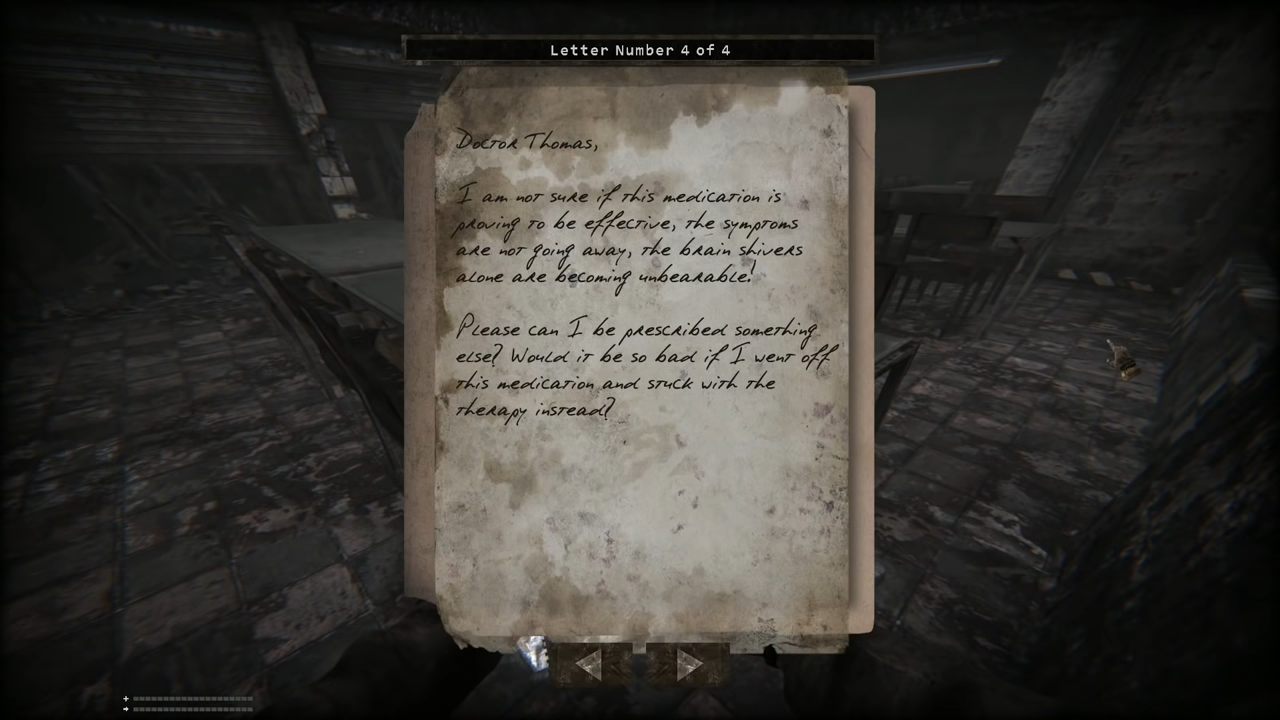 Letter Number 4 of 4
Doctor Thomas,
I am not sure if this medication is
proving to be effective, the symptoms
are not going away, the brain shivers
alone are becoming unbearable!
Please can I be prescribed something
else? Would it be so bad if I went off
this medication and stuck with the
therapy instead?